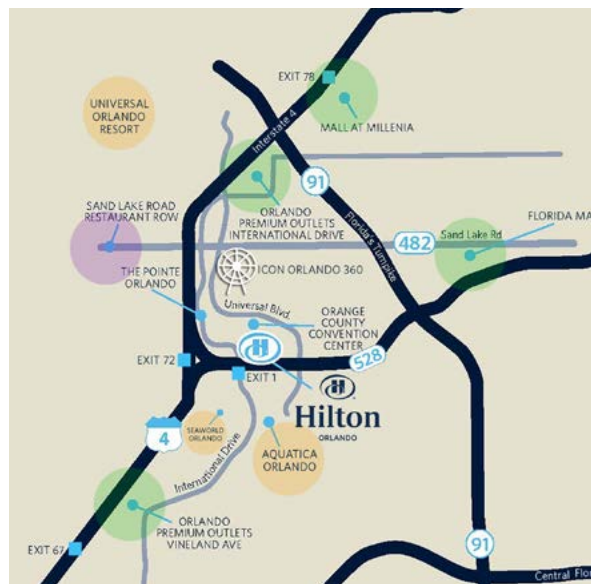 EXIT 78
UNIVERSAL
ORLANDO
RESORT
Interstate 4
MALL AT MILLENIA
91
SAND LAKE ROAD
RESTAURANT ROW
ORLANDO
PREMIUM OUTLETS
INTERNATIONAL DRIVE
Florida's Turnpike
482
Sand Lake Rd
FLORIDA MA
THE POINTE
ORLANDO
ICON ORLANDO 360
Universal Blvd.
ORANGE
COUNTY
CONVENTION
CENTER
H
EXIT 72
EXIT 1
528
H
Hilton
ORLANDO
4
SEAWORLD
ORLANDO
AQUATICA
ORLANDO
International Drive
ORLANDO
PREMIUM OUTLETS
VINELAND AVE
EXIT 67
91
Central Flo